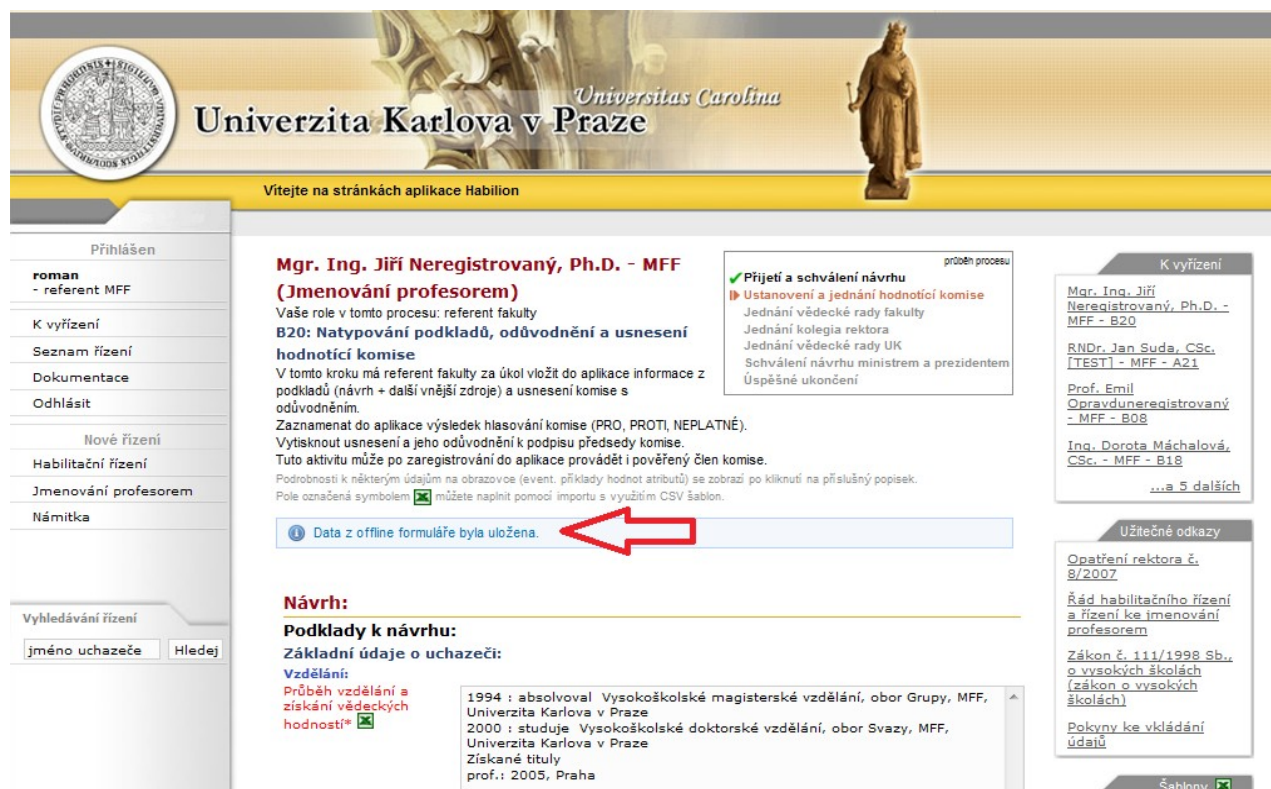 Universitas Carolina
Univerzita Karlova v Praze
Vítejte na stránkách aplikace Habilion
Přihlášen
roman
- referent MFF
K vyřízení
Seznam řízení
Dokumentace
Odhlásit
Nové řízení
Habilitační řízení
Jmenování profesorem
Námitka
Vyhledávání řízení
jméno uchazeče
Hledej
Mgr. Ing. Jiří Neregistrovaný, Ph.D. - MFF
(Jmenování profesorem)
Vaše role v tomto procesu: referent fakulty
B20: Natypování podkladů, odůvodnění a usnesení
hodnotící komise
V tomto kroku má referent fakulty za úkol vložit do aplikace informace z
podkladů (návrh + další vnější zdroje) a usnesení komise s
odůvodněním.
Zaznamenat do aplikace výsledek hlasování komise (PRO, PROTI, NEPLATNÉ).
Vytisknout usnesení a jeho odůvodnění k podpisu předsedy komise.
Tuto aktivitu může po zaregistrování do aplikace provádět i pověřený člen komise.
Podrobnosti k některým údajům na obrazovce (event. příklady hodnot atributů) se zobrazí po kliknutí na příslušný popisek.
Pole označená symbolem můžete naplnit pomocí importu s využitím CSV šablon.
průběh procesu
Přijetí a schválení návrhu
Ustanovení a jednání hodnotící komise
Jednání vědecké rady fakulty
Jednání kolegia rektora
Jednání vědecké rady UK
Schválení návrhu ministrem a prezidentem
Úspěšné ukončení
Data z offline formuláře byla uložena.
Návrh:
Podklady k návrhu:
Základní údaje o uchazeči:
Vzdělání:
Průběh vzdělání a
získání vědeckých
hodností*
1994 : absolvoval Vysokoškolské magisterské vzdělání, obor Grupy, MFF,
Univerzita Karlova v Praze
2000 : studuje Vysokoškolské doktorské vzdělání, obor Svazy, MFF,
Univerzita Karlova v Praze
Získané tituly
prof.: 2005, Praha
K vyřízení
Mgr. Ing. Jiří
Neregistrovaný, Ph.D. -
MFF - B20
RNDr. Jan Suda, CSc.
[TEST] - MFF - A21
Prof. Emil
Opravduneregistrovaný
- MFF - B08
Ing. Dorota Máchalová,
CSc. - MFF - B18
...a 5 dalších
Užitečné odkazy
Opatření rektora č.
8/2007
Řád habilitačního řízení
a řízení ke jmenování
profesorem
Zákon č. 111/1998 Sb.,
o vysokých školách
(zákon o vysokých
školách)
Pokyny ke vkládání
údajů
Šablony